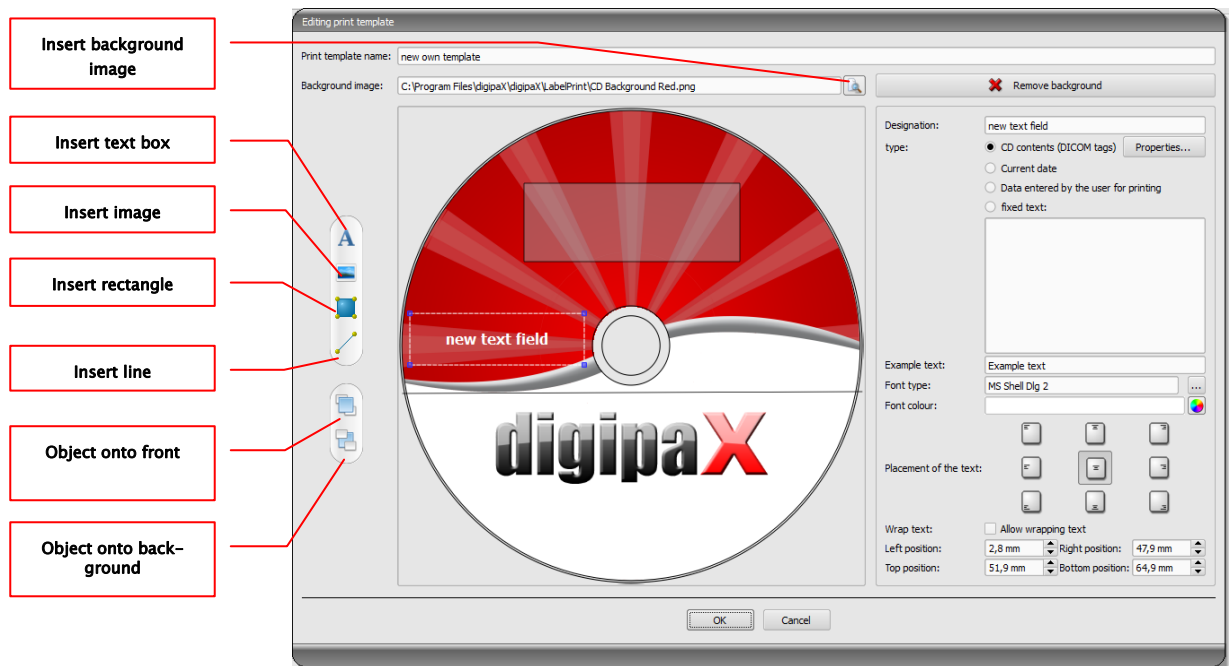 Editing print template
Insert background
image
Print template name: new own template
Background image: C:\Program Files\digipaX\digipaX\LabelPrint\CD Background Red.png
Remove background
Insert text box
Insert image
Insert rectangle
Insert line
Object onto front
Object onto back-
ground
new text field
digipaX
Designation: new text field
type: CD contents (DICOM tags) Properties...
Current date
Data entered by the user for printing
fixed text:
Example text: Example text
Font type: MS Shell Dlg 2 ...
Font colour:
Placement of the text:
Wrap text: Allow wrapping text
Left position: 2,8 mm Right position: 47,9 mm
Top position: 51,9 mm Bottom position: 64,9 mm
OK Cancel